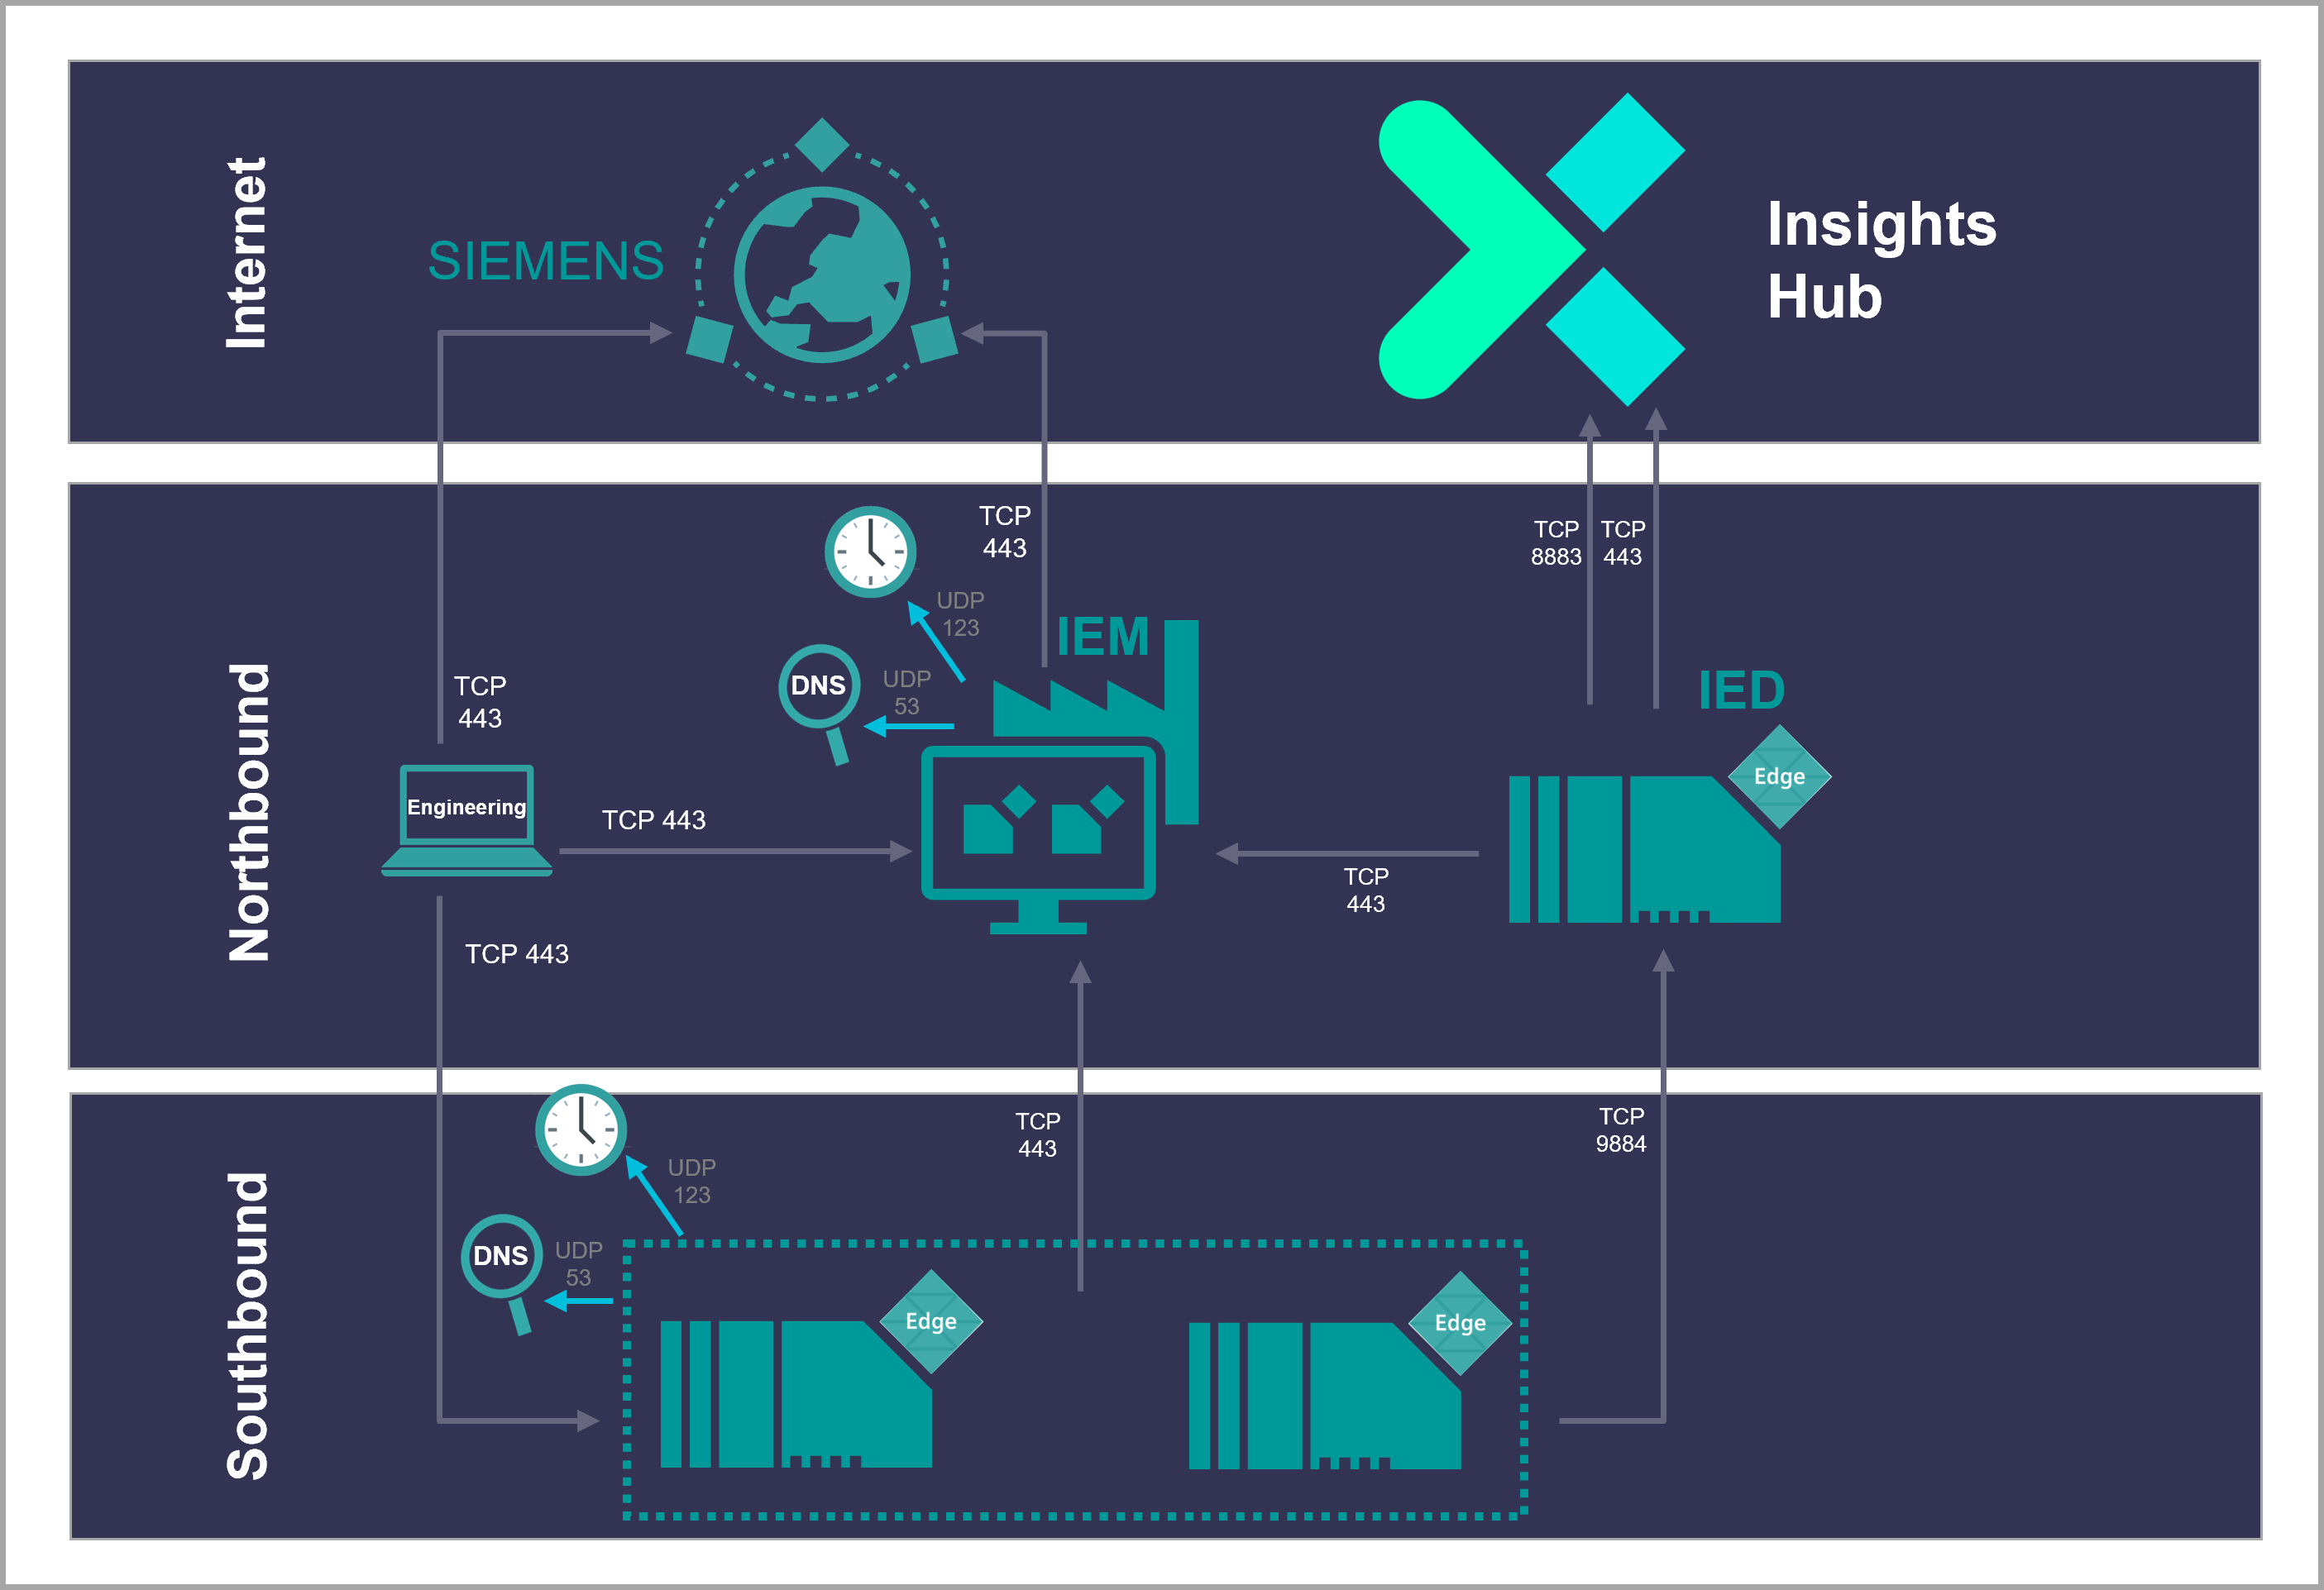 Internet
SIEMENS
Insights
Hub
Northbound
TCP
443
UDP
123
TCP
8883
TCP
443
IEM
DNS
UDP
53
IED
TCP
443
Edge
Engineering
TCP 443
TCP
443
TCP 443
Southbound
TCP
443
TCP
9884
UDP
123
DNS
UDP
53
Edge
Edge